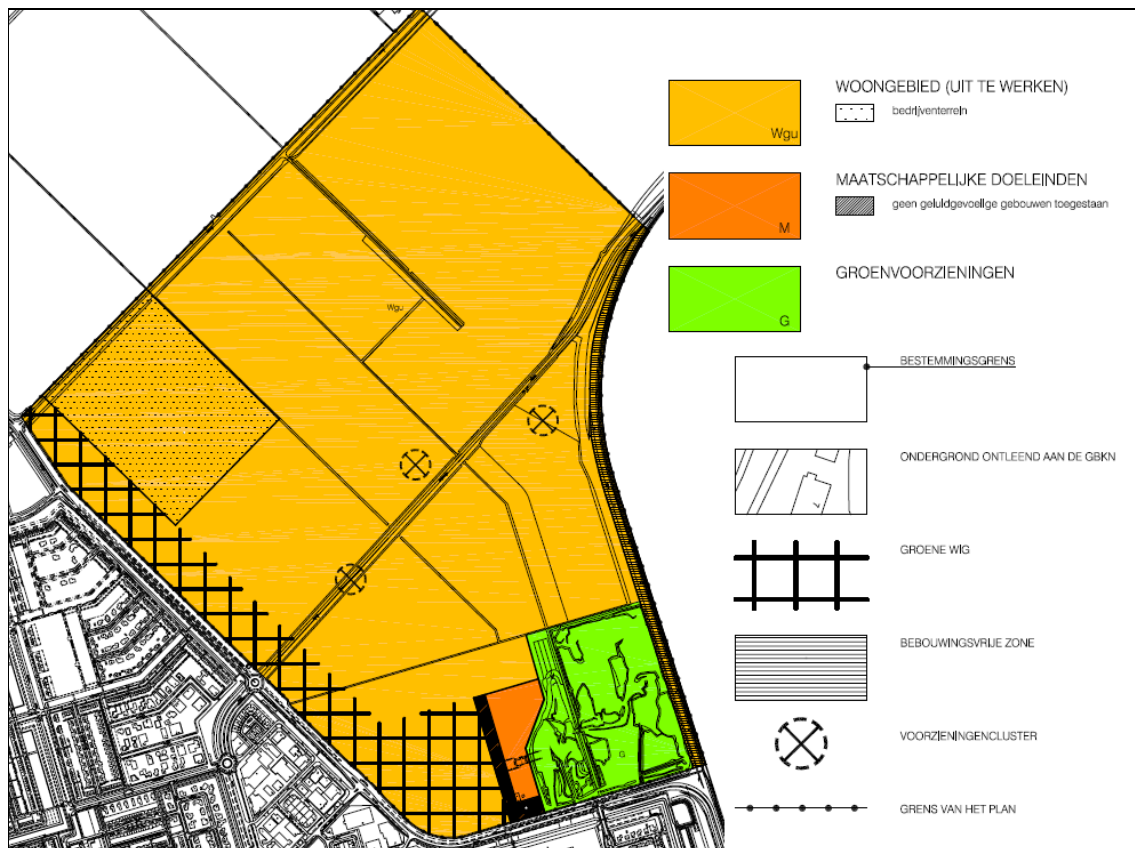 WOONGEBIED (UIT TE WERKEN)
bedrijventerrein
Wgu
MAATSCHAPPELIJKE DOELEINDEN
geen geluidgevoelige gebouwen toegestaan
M
GROENVOORZIENINGEN
G
BESTEMMINGSGRENS
ONDERGROND ONTLEEND AAN DE GBKN
GROENE WIG
BEBOUWINGSVRIJE ZONE
VOORZIENINGENCLUSTER
GRENS VAN HET PLAN
Wgu
G